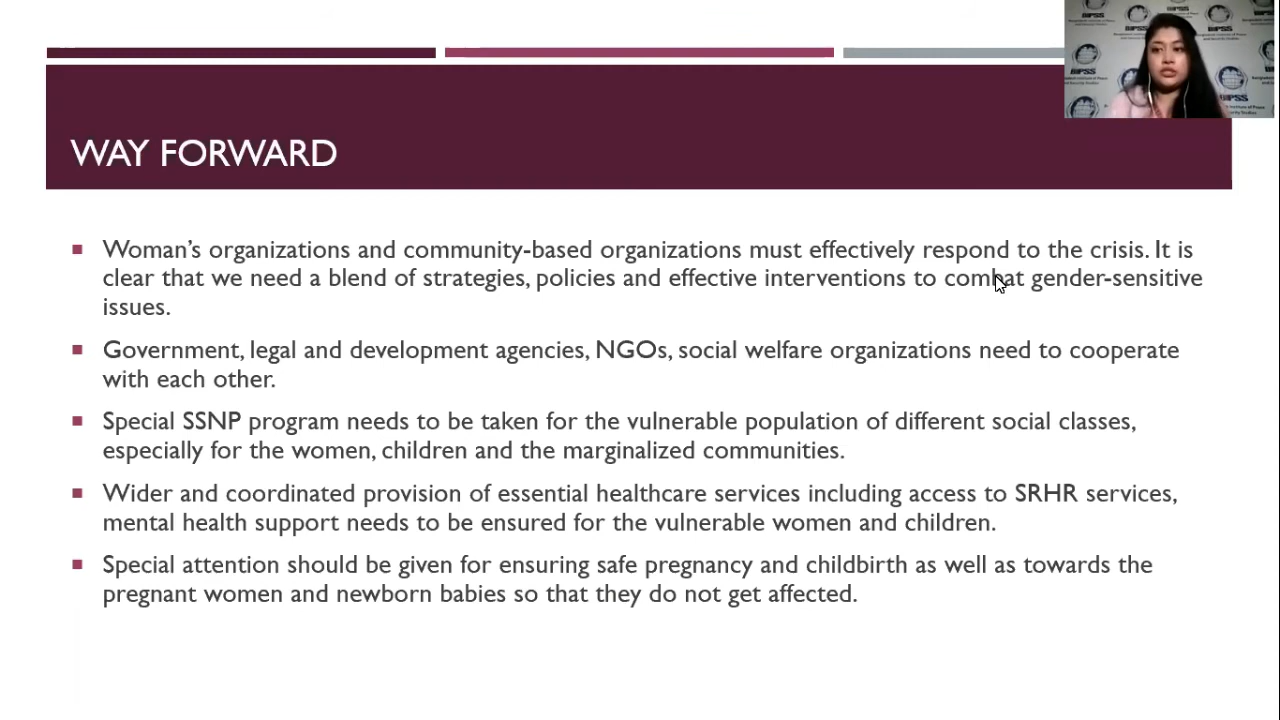 BIPSS
WAY FORWARD
Woman's organizations and community-based organizations must effectively respond to the crisis. It is
clear that we need a blend of strategies, policies and effective interventions to combat gender-sensitive
issues.
Government, legal and development agencies, NGOs, social welfare organizations need to cooperate
with each other.
Special SSNP program needs to be taken for the vulnerable population of different social classes,
especially for the women, children and the marginalized communities.
Wider and coordinated provision of essential healthcare services including access to SRHR services,
mental health support needs to be ensured for the vulnerable women and children.
Special attention should be given for ensuring safe pregnancy and childbirth as well as towards the
pregnant women and newborn babies so that they do not get affected.